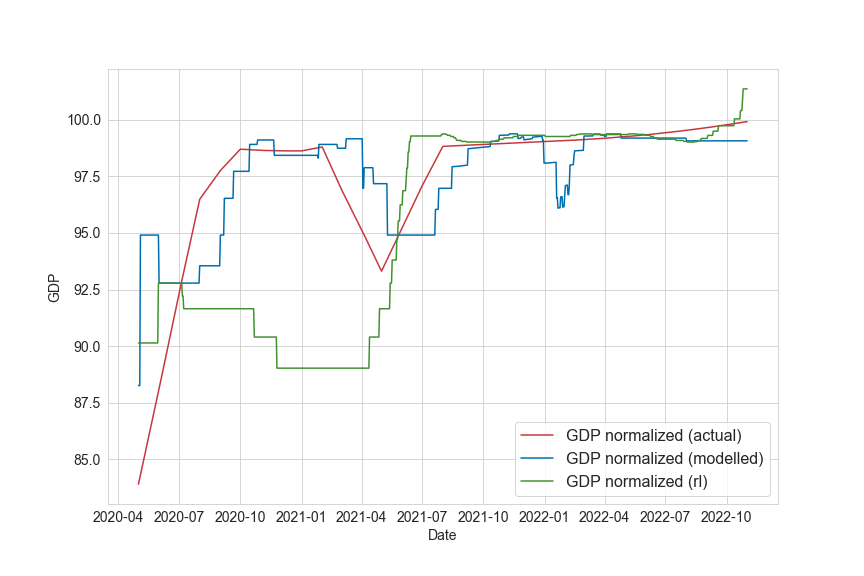 100.0
97.5
95.0
92.5
90.0
87.5
85.0
GDP
GDP normalized (actual)
GDP normalized (modelled)
GDP normalized (rl)
2020-04 2020-07 2020-10 2021-01 2021-04 2021-07 2021-10 2022-01 2022-04 2022-07 2022-10
Date